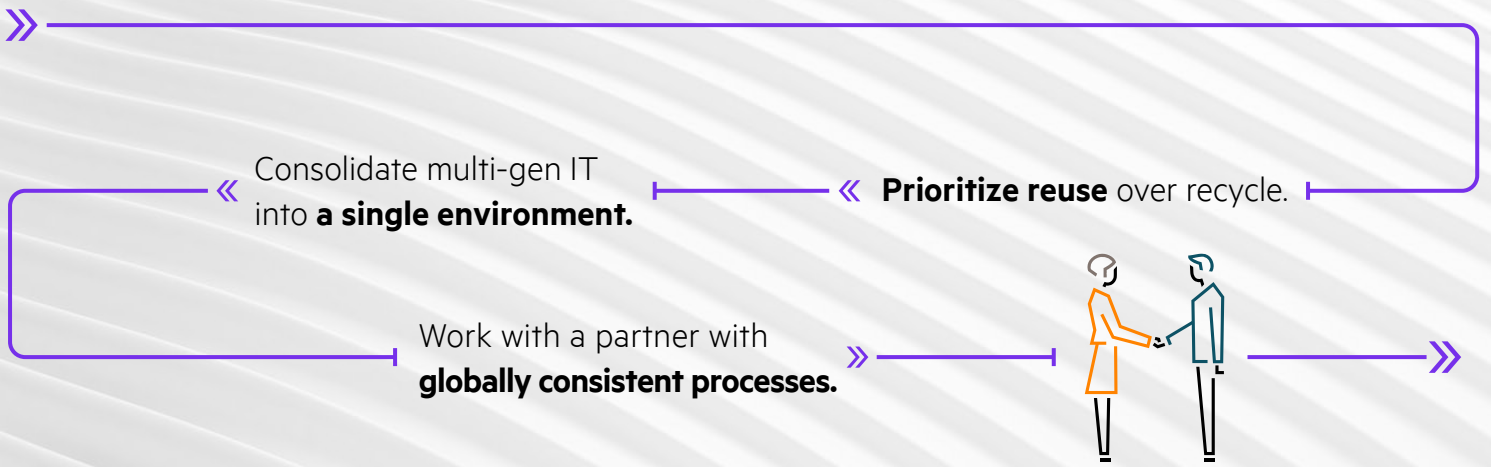 Prioritize reuse over recycle.
Consolidate multi-gen IT
into a single environment.
Work with a partner with
globally consistent processes.